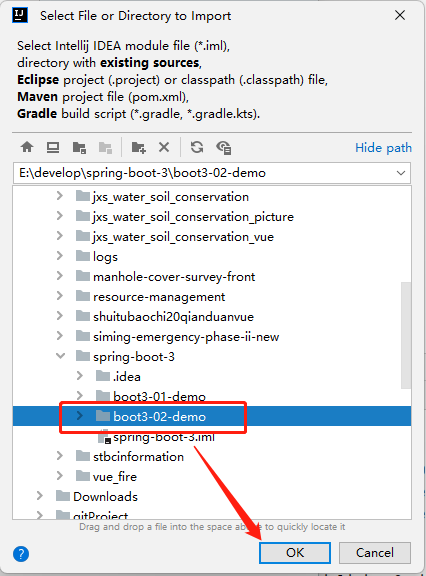 IJ
Select File or Directory to Import
Select Intellij IDEA module file (*.iml),
directory with existing sources,
Eclipse project (.project) or classpath (.classpath) file,
Maven project file (pom.xml),
Gradle build script (*.gradle, *.gradle.kts).
Hide path
E:\develop\spring-boot-3\boot3-02-demo
jxs_water_soil_conservation
jxs_water_soil_conservation_picture
jxs_water_soil_conservation_vue
logs
manhole-cover-survey-front
resource-management
shuitubaochi20qianduanvue
siming-emergency-phase-ii-new
spring-boot-3
.idea
boot3-01-demo
boot3-02-demo
spring-boot-3.iml
stbcinformation
vue_fire
Downloads
gitProject
Drag and drop a file into the space above to quickly locate it
?
OK
Cancel